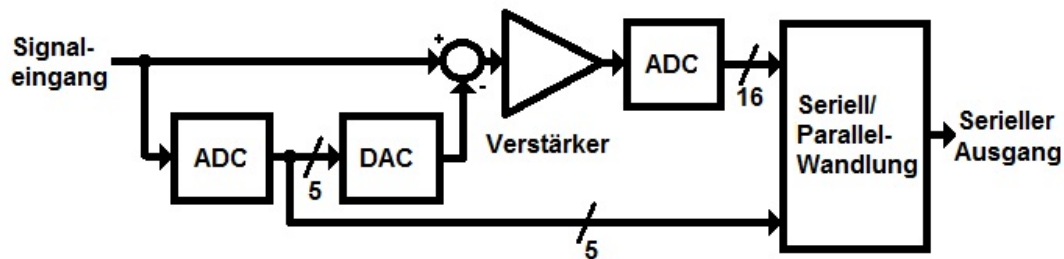 Signal-
eingang
+
-
ADC
16
Seriell/
Parallel-
Wandlung
Serieller
Ausgang
Verstärker
ADC
5
DAC
5